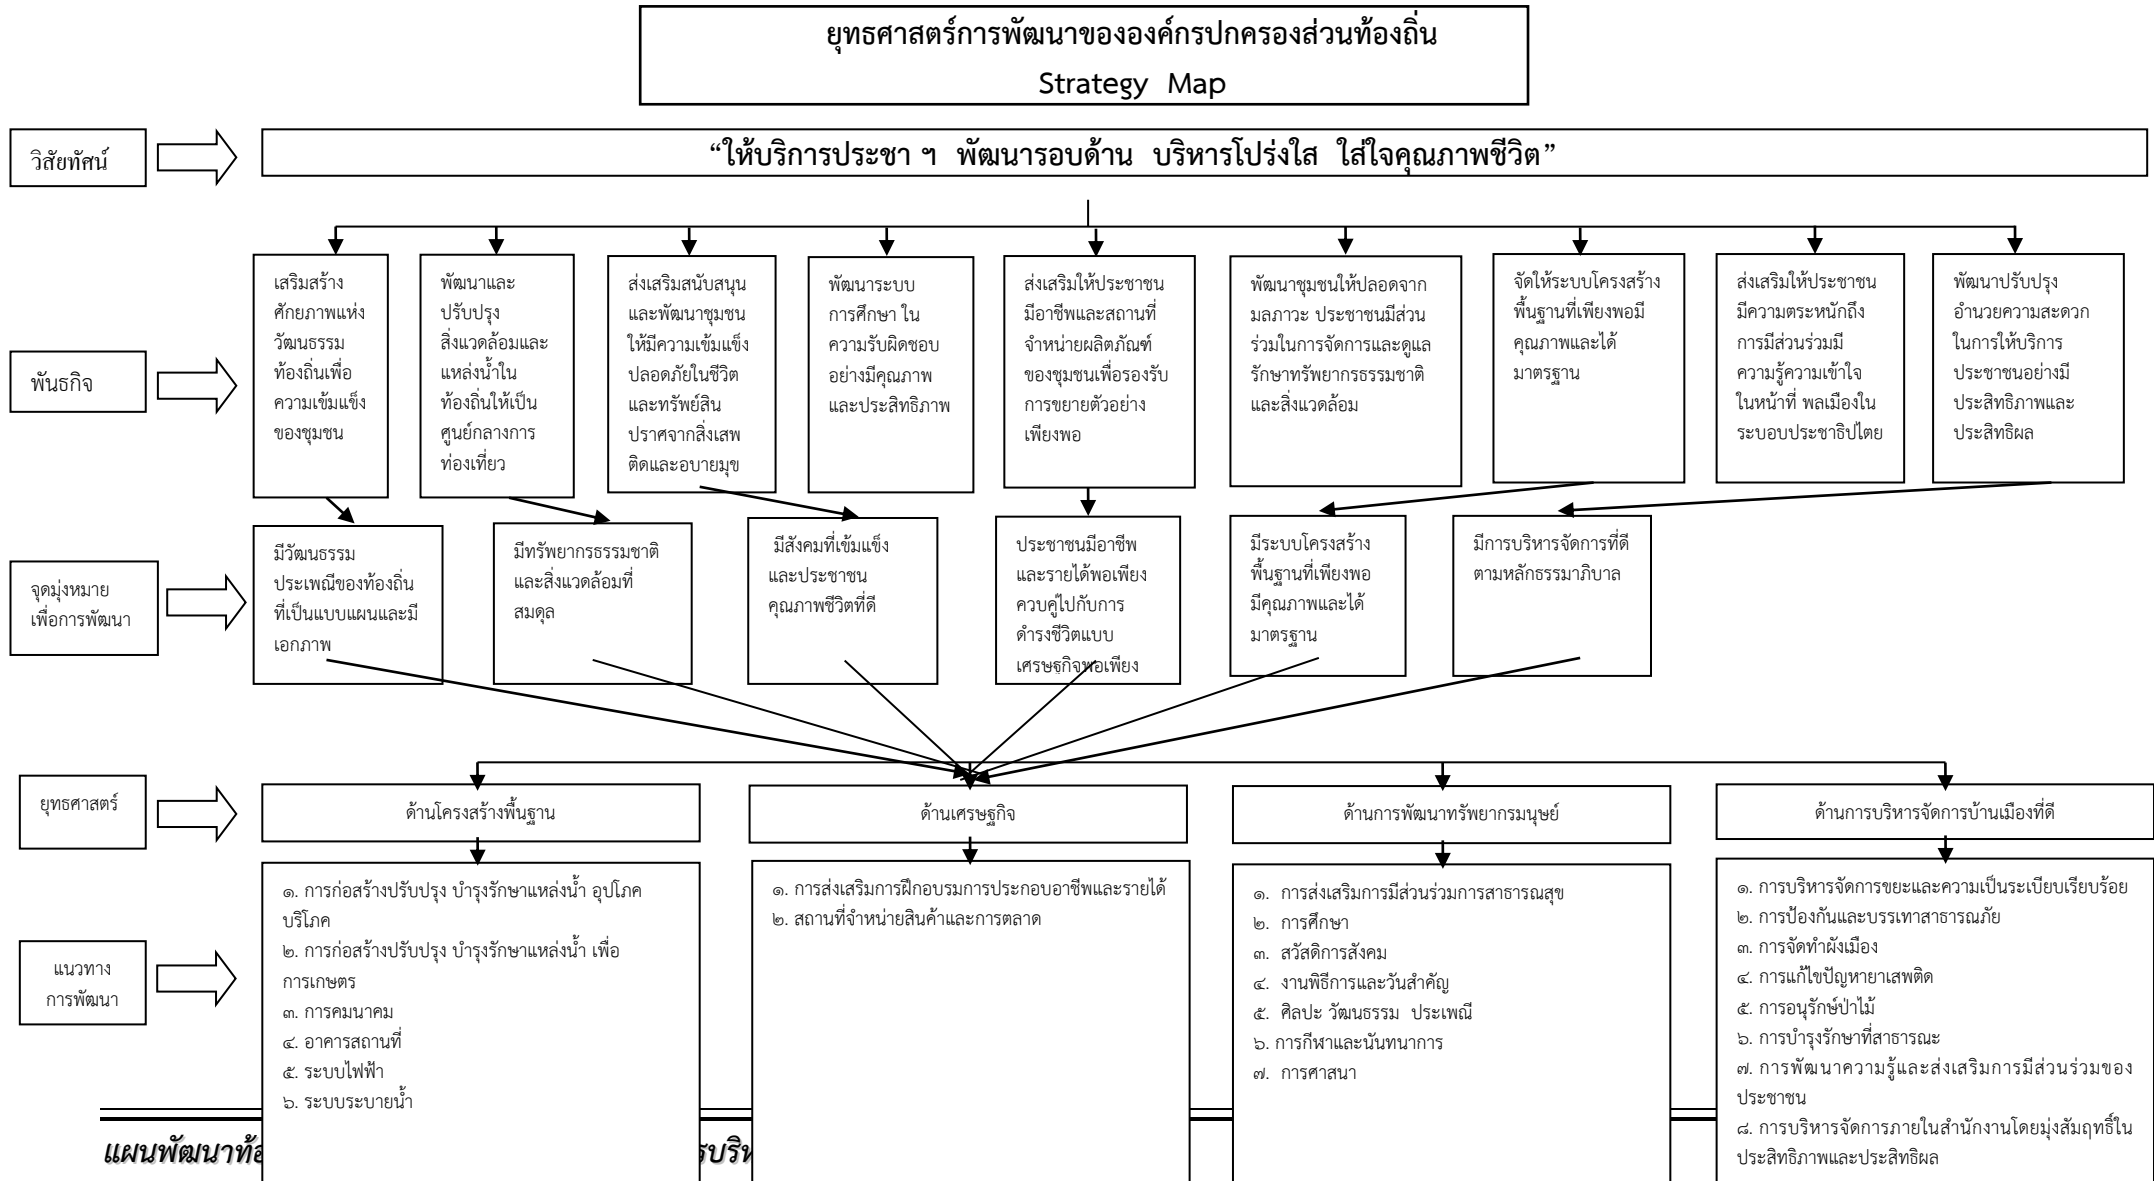 ยุทธศาสตร์การพัฒนาขององค์กรปกครองส่วนท้องถิ่น
Strategy Map
วิสัยทัศน์
“ให้บริการประชา ฯ พัฒนารอบด้าน บริหารโปร่งใส ใส่ใจคุณภาพชีวิต”
พันธกิจ
เสริมสร้าง
ศักยภาพแห่ง
วัฒนธรรม
ท้องถิ่นเพื่อ
ความเข้มแข็ง
ของชุมชน
พัฒนาและ
ปรับปรุง
สิ่งแวดล้อมและ
แหล่งน้ำใน
ท้องถิ่นให้เป็น
ศูนย์กลางการ
ท่องเที่ยว
ส่งเสริมสนับสนุน
และพัฒนาชุมชน
ให้มีความเข้มแข็ง
ปลอดภัยในชีวิต
และทรัพย์สิน
ปราศจากสิ่งเสพ
ติดและอบายมุข
พัฒนาระบบ
การศึกษา ใน
ความรับผิดชอบ
อย่างมีคุณภาพ
และประสิทธิภาพ
ส่งเสริมให้ประชาชน
มีอาชีพและสถานที่
จำหน่ายผลิตภัณฑ์
ของชุมชนเพื่อรองรับ
การขยายตัวอย่าง
เพียงพอ
พัฒนาชุมชนให้ปลอดจาก
มลภาวะ ประชาชนมีส่วน
ร่วมในการจัดการและดูแล
รักษาทรัพยากรธรรมชาติ
และสิ่งแวดล้อม
จัดให้ระบบโครงสร้าง
พื้นฐานที่เพียงพอมี
คุณภาพและได้
มาตรฐาน
ส่งเสริมให้ประชาชน
มีความตระหนักถึง
การมีส่วนร่วมมี
ความรู้ความเข้าใจ
ในหน้าที่ พลเมืองใน
ระบอบประชาธิปไตย
พัฒนาปรับปรุง
อำนวยความสะดวก
ในการให้บริการ
ประชาชนอย่างมี
ประสิทธิภาพและ
ประสิทธิผล
จุดมุ่งหมาย
เพื่อการพัฒนา
มีวัฒนธรรม
ประเพณีของท้องถิ่น
ที่เป็นแบบแผนและมี
เอกภาพ
มีทรัพยากรธรรมชาติ
และสิ่งแวดล้อมที่
สมดุล
มีสังคมที่เข้มแข็ง
และประชาชน
คุณภาพชีวิตที่ดี
ประชาชนมีอาชีพ
และรายได้พอเพียง
ควบคู่ไปกับการ
ดำรงชีวิตแบบ
เศรษฐกิจพอเพียง
มีระบบโครงสร้าง
พื้นฐานที่เพียงพอ
มีคุณภาพและได้
มาตรฐาน
มีการบริหารจัดการที่ดี
ตามหลักธรรมาภิบาล
ยุทธศาสตร์
ด้านโครงสร้างพื้นฐาน
ด้านเศรษฐกิจ
ด้านการพัฒนาทรัพยากรมนุษย์
ด้านการบริหารจัดการบ้านเมืองที่ดี
แนวทาง
การพัฒนา
๑. การก่อสร้างปรับปรุง บำรุงรักษาแหล่งน้ำ อุปโภค
บริโภค
๒. การก่อสร้างปรับปรุง บำรุงรักษาแหล่งน้ำ เพื่อ
การเกษตร
๓. การคมนาคม
๔. อาคารสถานที่
๕. ระบบไฟฟ้า
๖. ระบบระบายน้ำ
๑. การส่งเสริมการฝึกอบรมการประกอบอาชีพและรายได้
๒. สถานที่จำหน่ายสินค้าและการตลาด
๑. การส่งเสริมการมีส่วนร่วมการสาธารณสุข
๒. การศึกษา
๓. สวัสดิการสังคม
๔. งานพิธีการและวันสำคัญ
๕. ศิลปะ วัฒนธรรม ประเพณี
๖. การกีฬาและนันทนาการ
๗. การศาสนา
๑. การบริหารจัดการขยะและความเป็นระเบียบเรียบร้อย
๒. การป้องกันและบรรเทาสาธารณภัย
๓. การจัดทำผังเมือง
๔. การแก้ไขปัญหายาเสพติด
๕. การอนุรักษ์ป่าไม้
๖. การบำรุงรักษาที่สาธารณะ
๗. การพัฒนาความรู้และส่งเสริมการมีส่วนร่วมของ
ประชาชน
๘. การบริหารจัดการภายในสำนักงานโดยมุ่งสัมฤทธิ์ใน
ประสิทธิภาพและประสิทธิผล
แผนพัฒนาท้